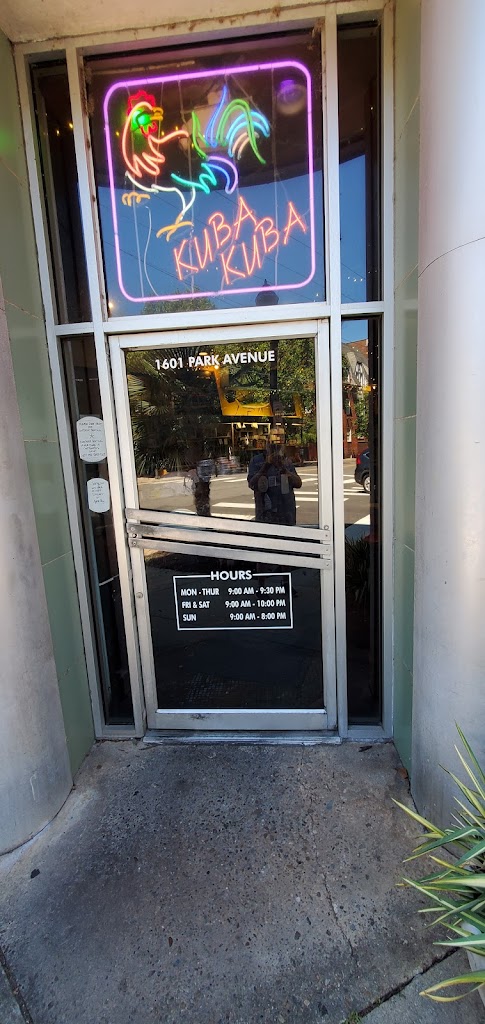 KUBA
KUBA
1601 PARK AVENUE
HOURS
MON - THUR 9:00 AM - 9:30 PM
FRI & SAT 9:00 AM - 10:00 PM
SUN 9:00 AM - 8:00 PM